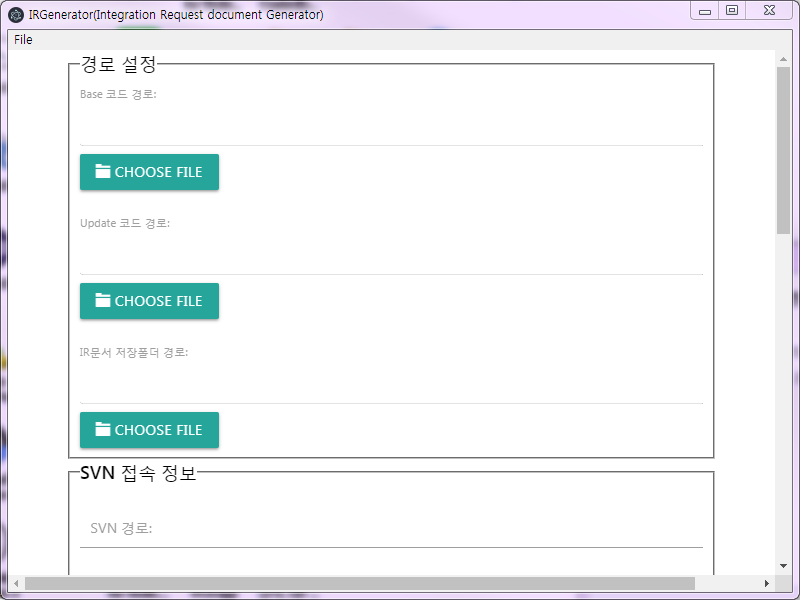 IRGenerator(Integration Request document Generator)
File
경로 설정
Base 코드 경로:
CHOOSE FILE
Update 코드 경로:
CHOOSE FILE
IR문서 저장폴더 경로:
CHOOSE FILE
SVN 접속 정보
SVN 경로: